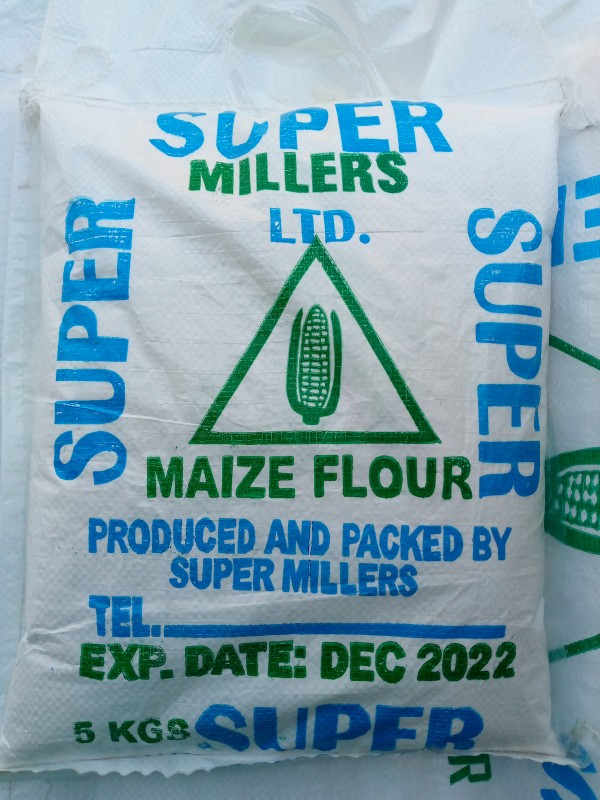 SUPER
MILLERS
LTD.
SUPER
SUPER
MAIZE FLOUR
PRODUCED AND PACKED BY
SUPER MILLERS
TEL.
EXP. DATE: DEC 2022
5 KGS SUPER